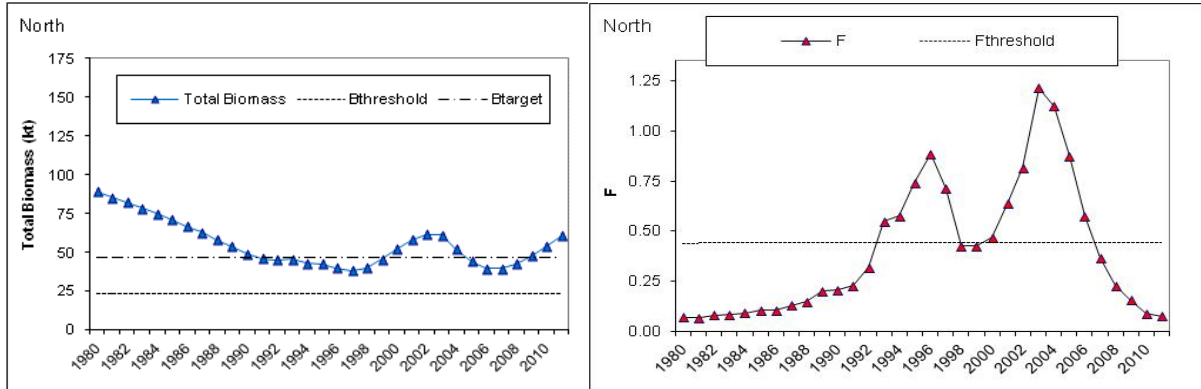 North
175
150
125
100
75
50
25
0
Total Biomass (kt)
Total Biomass Bthreshold Btarget
1980 1982 1984 1986 1988 1990 1992 1994 1996 1998 2000 2002 2004 2006 2008 2010
North
F Fthreshold
1.25
1.00
0.75
0.50
0.25
0.00
F
1980 1982 1984 1986 1988 1990 1992 1994 1996 1998 2000 2002 2004 2006 2008 2010